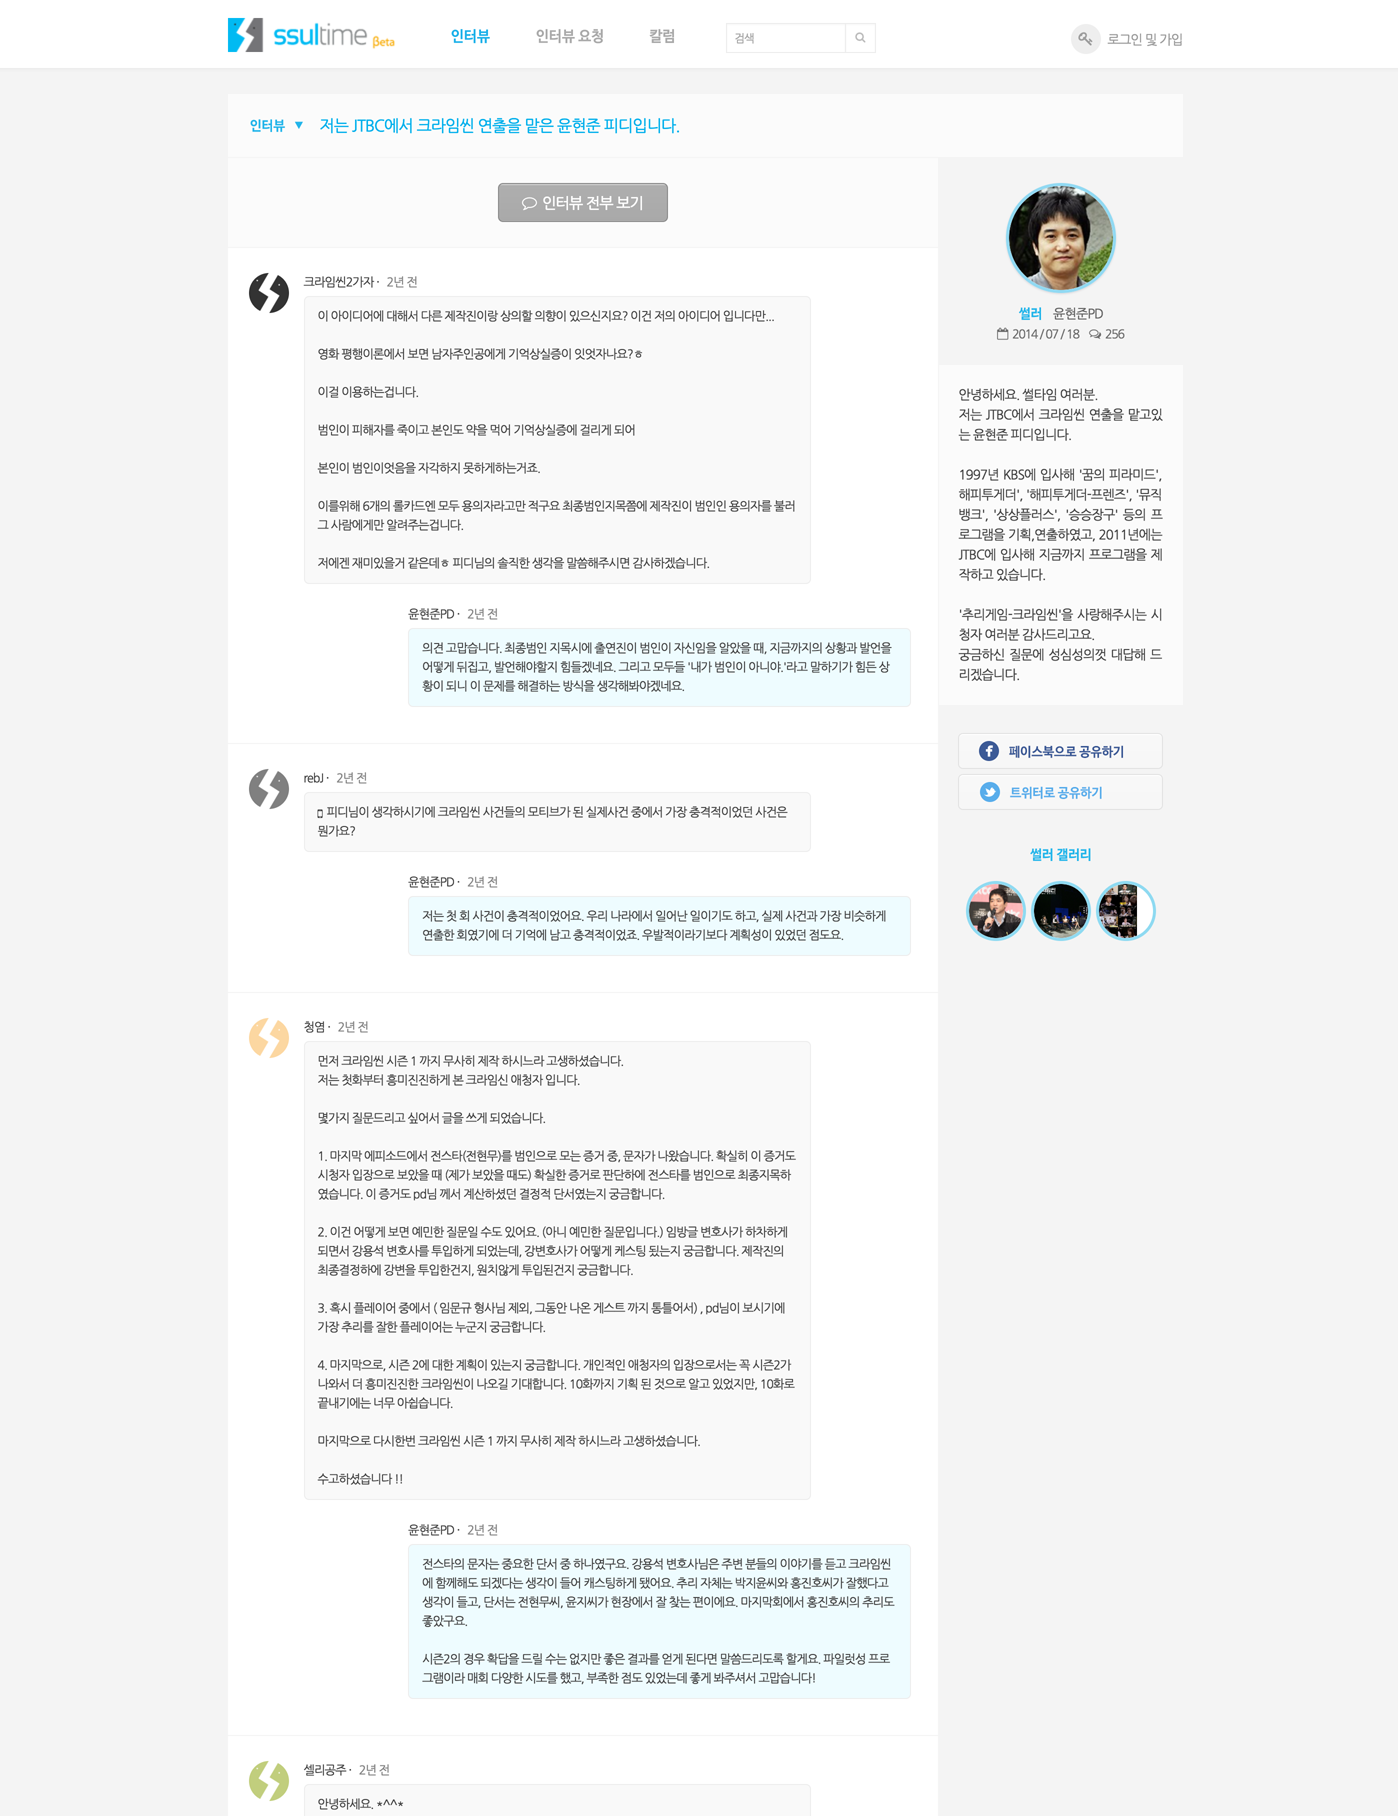 ssultime βeta
인터뷰
인터뷰 요청
칼럼
검색
로그인 및 가입
인터뷰 ▼ 저는 JTBC에서 크라임씬 연출을 맡은 윤현준 피디입니다.
인터뷰 전부 보기
크라임씬2가자 · 2년 전
이 아이디어에 대해서 다른 제작진이랑 상의할 의향이 있으신지요? 이건 저의 아이디어 입니다만...
영화 평행이론에서 보면 남자주인공에게 기억상실증이 잇엇자나요?ㅎ
이걸 이용하는겁니다.
범인이 피해자를 죽이고 본인도 약을 먹어 기억상실증에 걸리게 되어
본인이 범인이엇음을 자각하지 못하게하는거죠.
이를위해 6개의 롤카드엔 모두 용의자라고만 적구요 최종범인지목쯤에 제작진이 범인인 용의자를 불러
그 사람에게만 알려주는겁니다.
저에겐 재미있을거 같은데ㅎ 피디님의 솔직한 생각을 말씀해주시면 감사하겠습니다.
윤현준PD · 2년 전
의견 고맙습니다. 최종범인 지목시에 출연진이 범인이 자신임을 알았을 때, 지금까지의 상황과 발언을
어떻게 뒤집고, 발언해야할지 힘들겠네요. 그리고 모두들 '내가 범인이 아니야.'라고 말하기가 힘든 상
황이 되니 이 문제를 해결하는 방식을 생각해봐야겠네요.
rebJ · 2년 전
피디님이 생각하시기에 크라임씬 사건들의 모티브가 된 실제사건 중에서 가장 충격적이었던 사건은
뭔가요?
윤현준PD · 2년 전
저는 첫 회 사건이 충격적이었어요. 우리 나라에서 일어난 일이기도 하고, 실제 사건과 가장 비슷하게
연출한 회였기에 더 기억에 남고 충격적이었죠. 우발적이라기보다 계획성이 있었던 점도요.
청염 · 2년 전
먼저 크라임씬 시즌 1 까지 무사히 제작 하시느라 고생하셨습니다.
저는 첫화부터 흥미진진하게 본 크라임신 애청자 입니다.
몇가지 질문드리고 싶어서 글을 쓰게 되었습니다.
1. 마지막 에피소드에서 전스타(전현무)를 범인으로 모는 증거 중, 문자가 나왔습니다. 확실히 이 증거도
시청자 입장으로 보았을 떄 (제가 보았을 때도) 확실한 증거로 판단하에 전스타를 범인으로 최종지목하
였습니다. 이 증거도 pd님 께서 계산하셨던 결정적 단서였는지 궁금합니다.
2. 이건 어떻게 보면 예민한 질문일 수도 있어요. (아니 예민한 질문입니다.) 임방글 변호사가 하차하게
되면서 강용석 변호사를 투입하게 되었는데, 강변호사가 어떻게 케스팅 됬는지 궁금합니다. 제작진의
최종결정하에 강변을 투입한건지, 원치않게 투입된건지 궁금합니다.
3. 혹시 플레이어 중에서 ( 임문규 형사님 제외, 그동안 나온 게스트 까지 통틀어서) , pd님이 보시기에
가장 추리를 잘한 플레이어는 누군지 궁금합니다.
4. 마지막으로, 시즌 2에 대한 계획이 있는지 궁금합니다. 개인적인 애청자의 입장으로서는 꼭 시즌2가
나와서 더 흥미진진한 크라임씬이 나오길 기대합니다. 10화까지 기획 된 것으로 알고 있었지만, 10화로
끝내기에는 너무 아쉽습니다.
마지막으로 다시한번 크라임씬 시즌 1 까지 무사히 제작 하시느라 고생하셨습니다.
수고하셨습니다 !!
윤현준PD · 2년 전
전스타의 문자는 중요한 단서 중 하나였구요. 강용석 변호사님은 주변 분들의 이야기를 듣고 크라임씬
에 함께해도 되겠다는 생각이 들어 캐스팅하게 됐어요. 추리 자체는 박지윤씨와 홍진호씨가 잘했다고
생각이 들고, 단서는 전현무씨, 윤지씨가 현장에서 잘 찾는 편이에요. 마지막회에서 홍진호씨의 추리도
좋았구요.
시즌2의 경우 확답을 드릴 수는 없지만 좋은 결과를 얻게 된다면 말씀드리도록 할게요. 파일럿성 프로
그램이라 매회 다양한 시도를 했고, 부족한 점도 있었는데 좋게 봐주셔서 고맙습니다!
셀리공주 · 2년 전
안녕하세요. *^^*
썰러 윤현준PD
2014 / 07 / 18 256
안녕하세요. 썰타임 여러분.
저는 JTBC에서 크라임씬 연출을 맡고있
는 윤현준 피디입니다.
1997년 KBS에 입사해 '꿈의 피라미드',
해피투게더', '해피투게더-프렌즈', '뮤직
뱅크', '상상플러스', '승승장구' 등의 프
로그램을 기획,연출하였고, 2011년에는
JTBC에 입사해 지금까지 프로그램을 제
작하고 있습니다.
'추리게임-크라임씬'을 사랑해주시는 시
청자 여러분 감사드리고요.
궁금하신 질문에 성심성의껏 대답해 드
리겠습니다.
페이스북으로 공유하기
트위터로 공유하기
썰러 갤러리